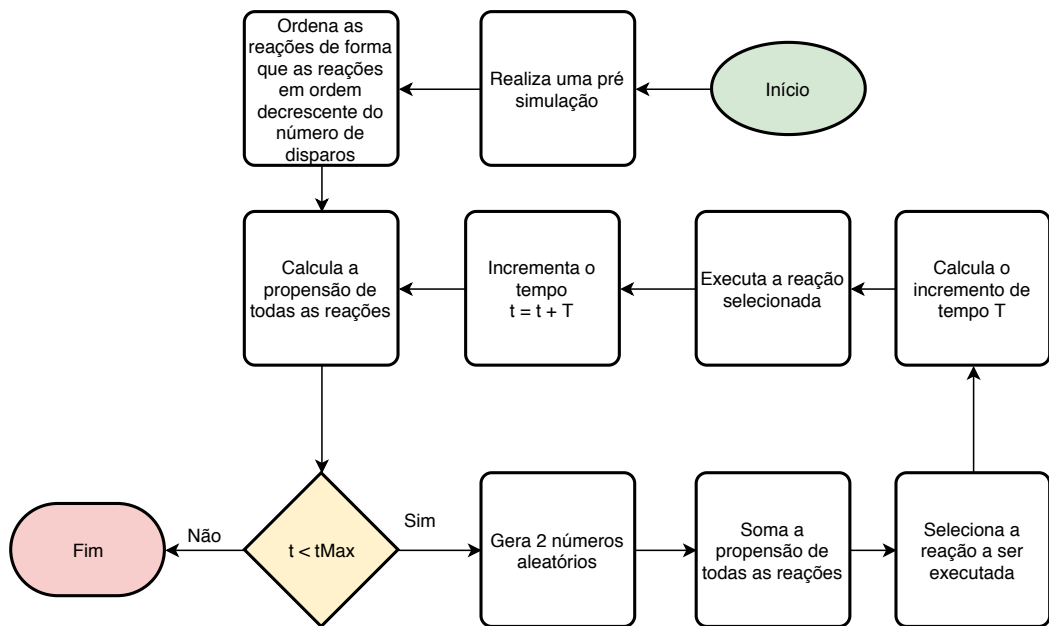 Início
Realiza uma pré
simulação
Ordena as
reações de forma
que as reações
em ordem
decrescente do
número de
disparos
Calcula a
propensão de
todas as reações
t < tMax
Não
Fim
Sim
Gera 2 números
aleatórios
Soma a
propensão de
todas as reações
Seleciona a
reação a ser
executada
Calcula o
incremento de
tempo T
Executa a reação
selecionada
Incrementa o
tempo
t = t + T